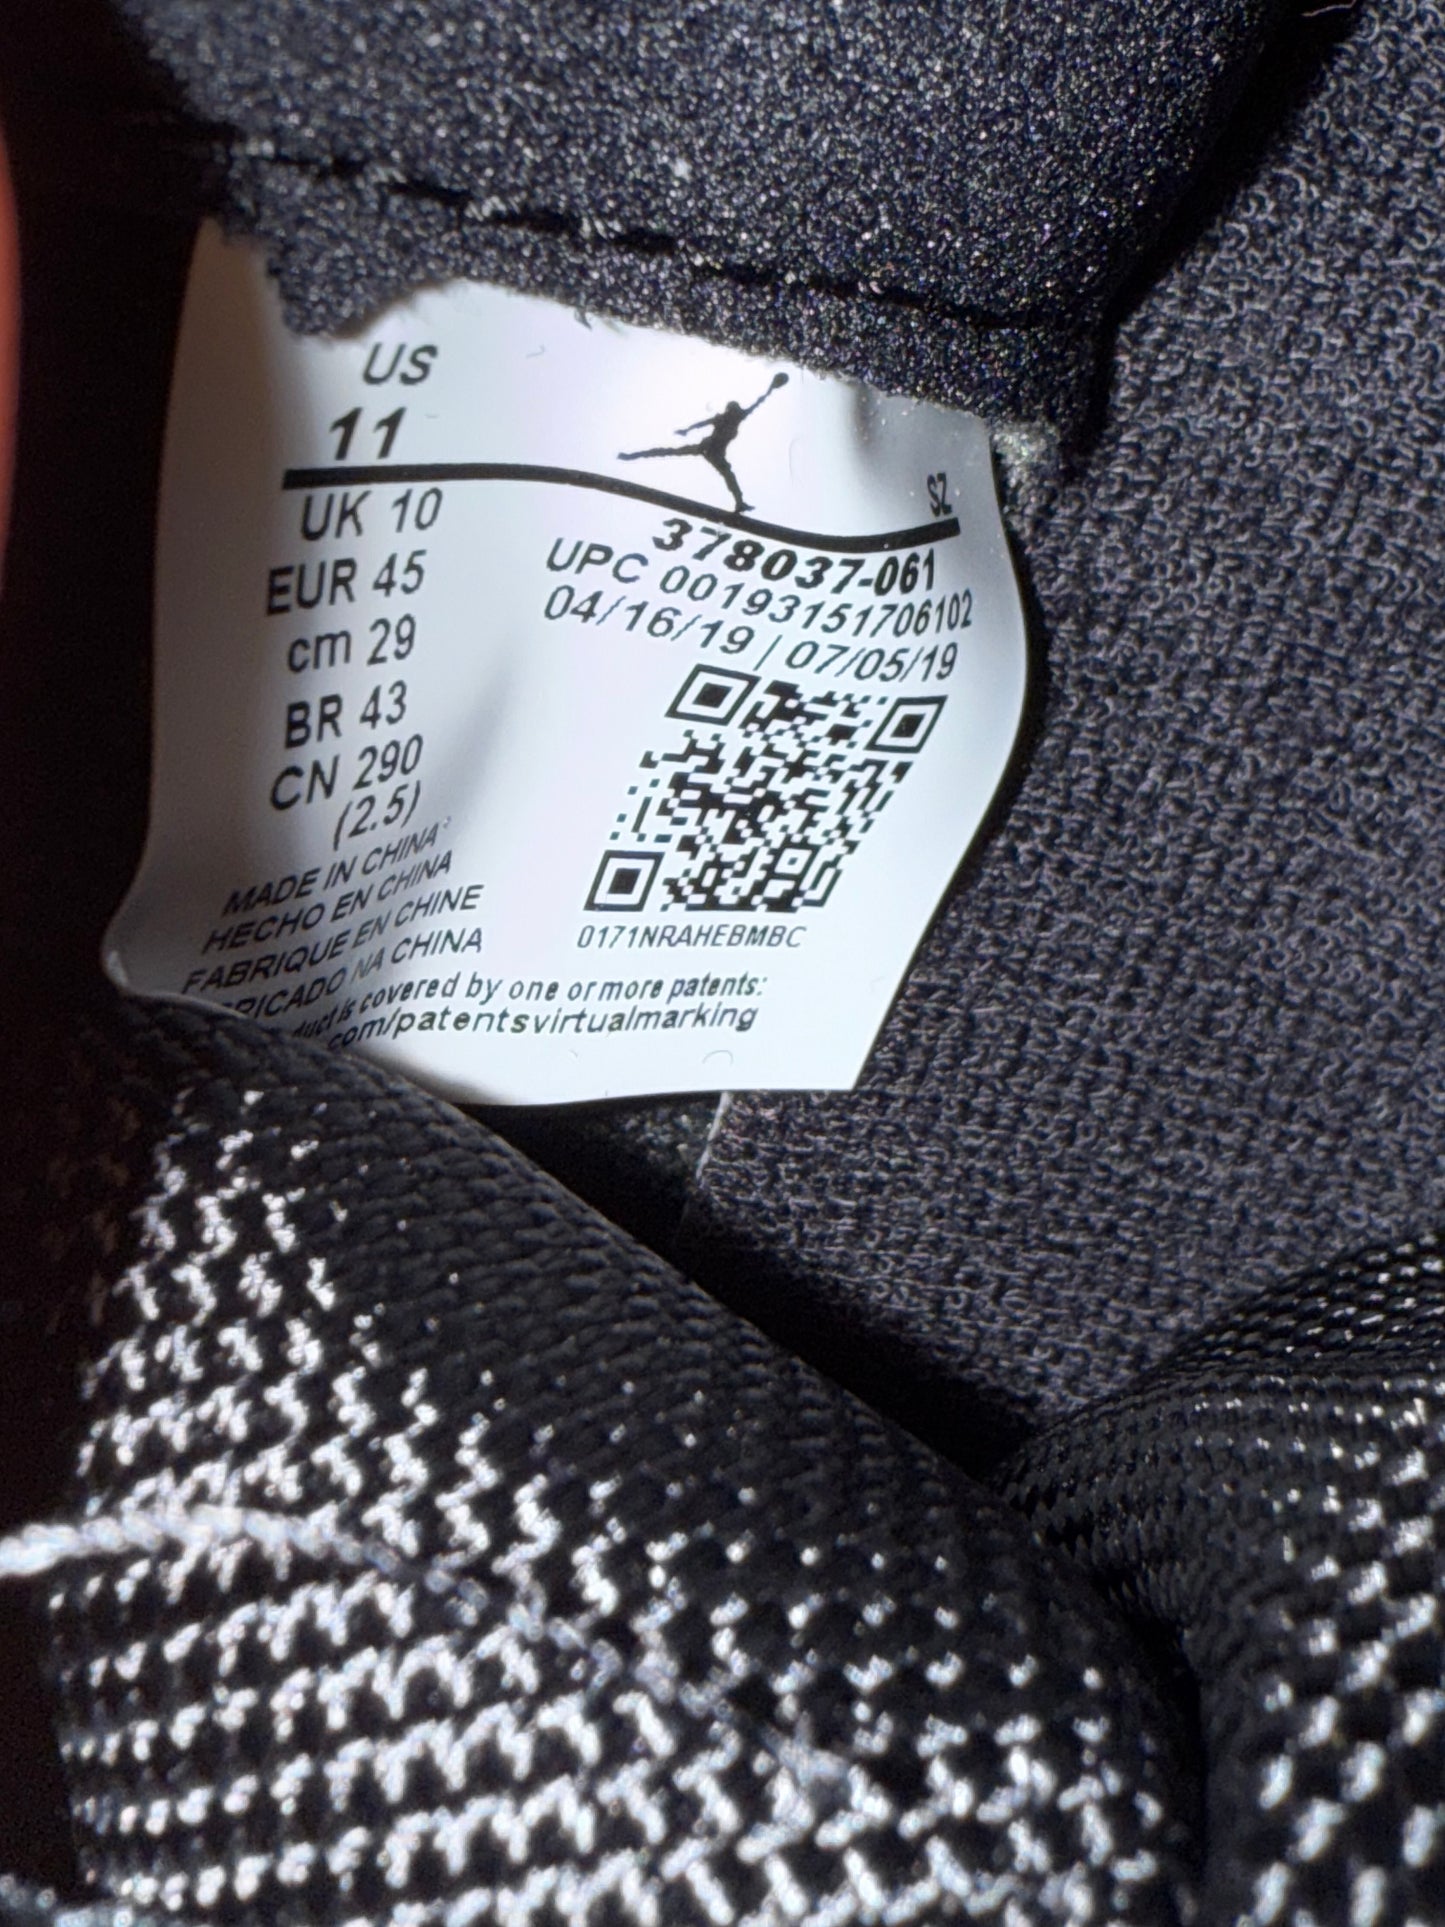 US
11
SZ
UK 10
EUR 45
cm 29
BR 43
CN 290
(2.5)
MADE IN CHINA
HECHO EN CHINA
FABRIQUE EN CHINE
NA CHINA
is covered by one or more patents:
.com/patentsvirtualmarking
378037-061
UPC 00193151706102
04/16/19 | 07/05/19
0171NRAHEBMBC